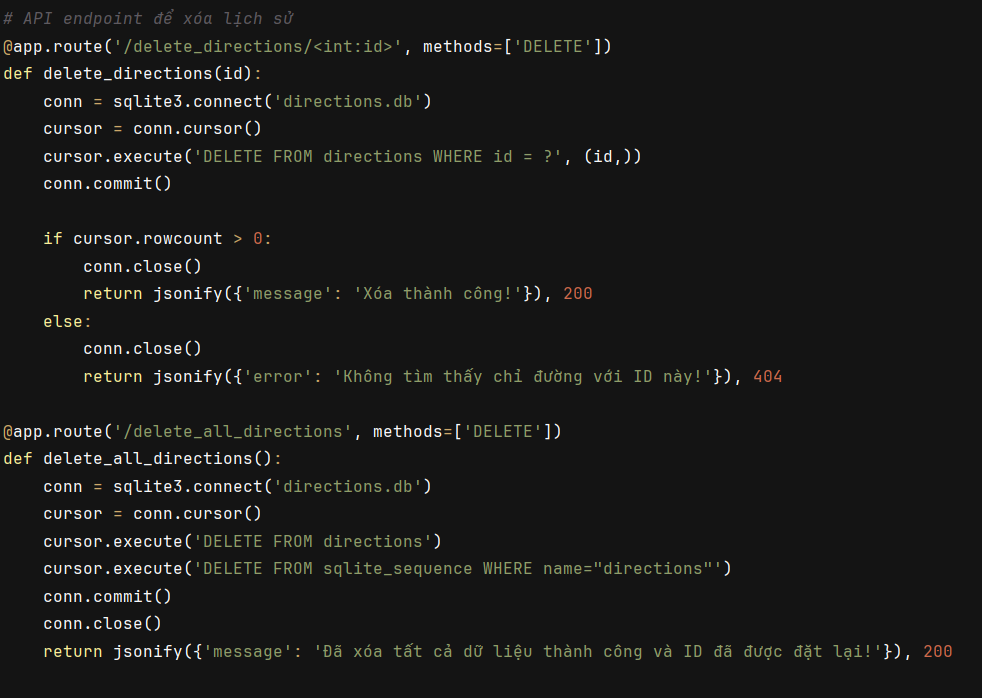 # API endpoint để xóa lịch sử
@app.route('/delete_directions/<int:id>', methods=['DELETE'])
def delete_directions(id):
    conn = sqlite3.connect('directions.db')
    cursor = conn.cursor()
    cursor.execute('DELETE FROM directions WHERE id = ?', (id,))
    conn.commit()

    if cursor.rowcount > 0:
        conn.close()
        return jsonify({'message': 'Xóa thành công!'}), 200
    else:
        conn.close()
        return jsonify({'error': 'Không tìm thấy chỉ đường với ID này!'}), 404

@app.route('/delete_all_directions', methods=['DELETE'])
def delete_all_directions():
    conn = sqlite3.connect('directions.db')
    cursor = conn.cursor()
    cursor.execute('DELETE FROM directions')
    cursor.execute('DELETE FROM sqlite_sequence WHERE name="directions"')
    conn.commit()
    conn.close()
    return jsonify({'message': 'Đã xóa tất cả dữ liệu thành công và ID đã được đặt lại!'}), 200